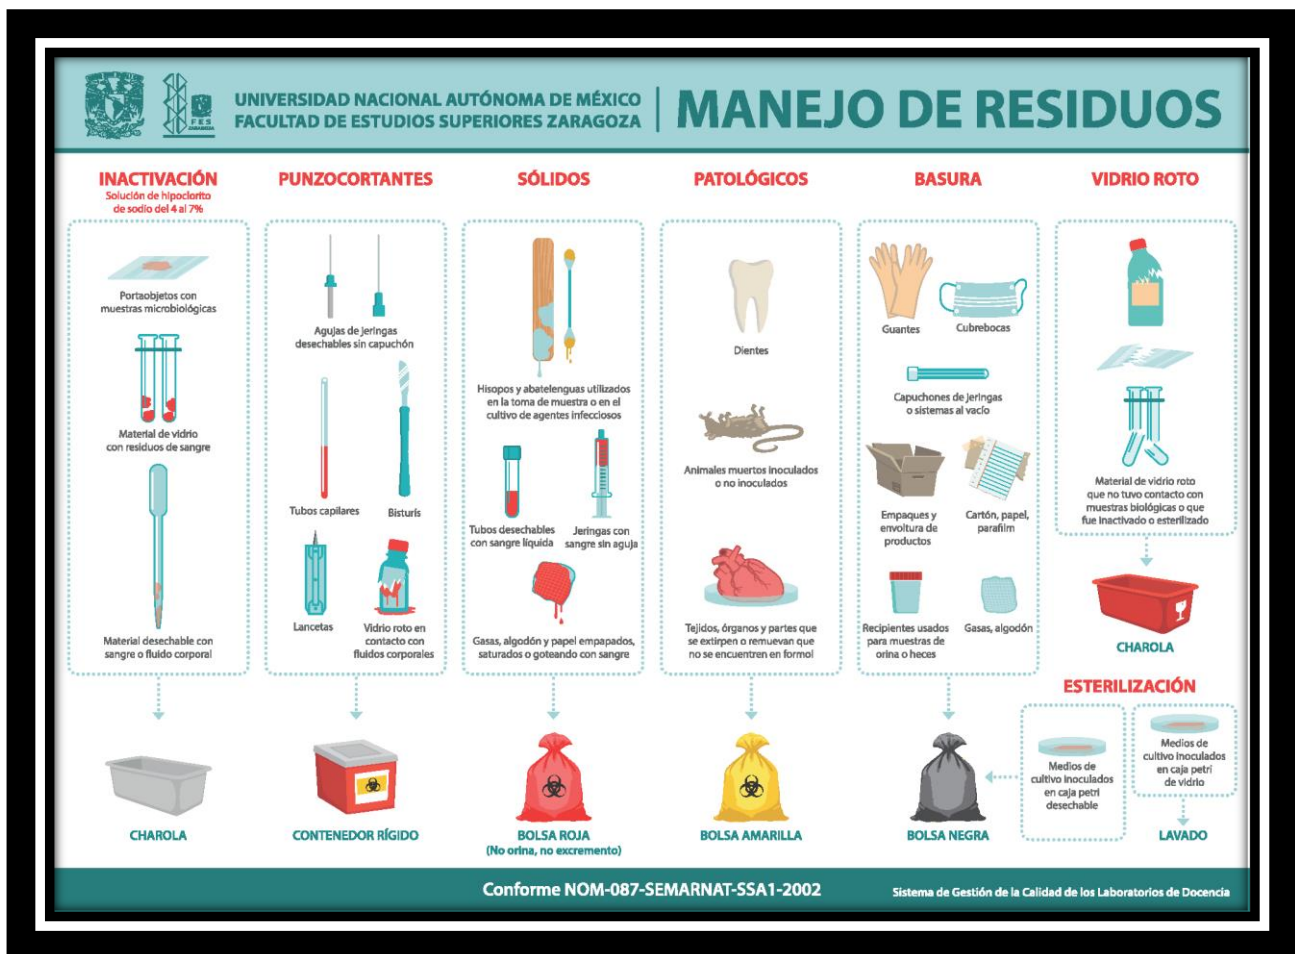 UNIVERSIDAD NACIONAL AUTÓNOMA DE MÉXICO
FACULTAD DE ESTUDIOS SUPERIORES ZARAGOZA
MANEJO DE RESIDUOS
FES
ZARAGOZA
INACTIVACIÓN
Solución de hipoclorito
de sodio del 4 al 7%
Portaobjetos con
muestras microbiológicas
Material de vidrio
con residuos de sangre
Material desechable con
sangre o fluido corporal
CHAROLA
PUNZOCORTANTES
Agujas de jeringas
desechables sin capuchón
Tubos capilares
Bisturís
Lancetas
Vidrio roto en
contacto con
fluidos corporales
CONTENEDOR RÍGIDO
SÓLIDOS
Hisopos y abatelenguas utilizados
en la toma de muestra o en el
cultivo de agentes infecciosos
Tubos desechables
con sangre líquida
Jeringas con
sangre sin aguja
Gasas, algodón y papel empapados,
saturados o goteando con sangre
BOLSA ROJA
(No orina, no excremento)
PATOLÓGICOS
Dientes
Animales muertos inoculados
o no inoculados
Tejidos, órganos y partes que
se extirpen o remuevan que
no se encuentren en formol
BOLSA AMARILLA
BASURA
Guantes
Cubrebocas
Capuchones de jeringas
o sistemas al vacío
Empaques y
envoltura de
productos
Cartón, papel,
parafilm
Recipientes usados
para muestras de
orina o heces
Gasas, algodón
BOLSA NEGRA
VIDRIO ROTO
Material de vidrio roto
que no tuvo contacto con
muestras biológicas o que
fue inactivado o esterilizado
CHAROLA
ESTERILIZACIÓN
Medios de
cultivo inoculados
en caja petri
desechable
Medios de
cultivo inoculados
en caja petri
de vidrio
LAVADO
Conforme NOM-087-SEMARNAT-SSA1-2002
Sistema de Gestión de la Calidad de los Laboratorios de Docencia